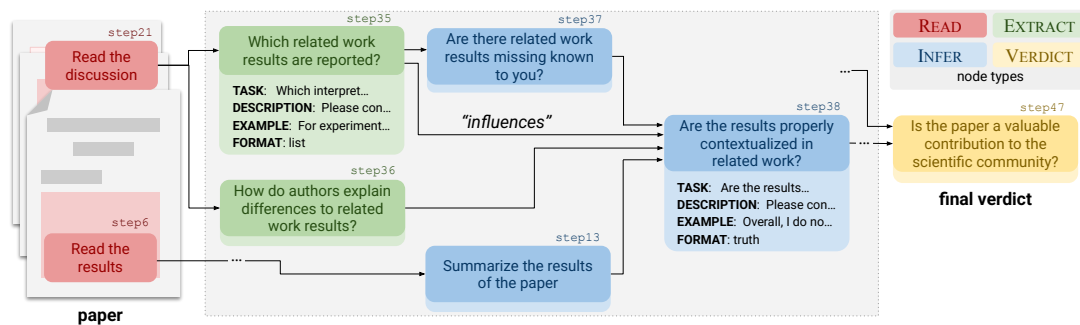 step21
Read the
discussion
step6
Read the
results
paper
step35
Which related work
results are reported?
TASK: Which interpret...
DESCRIPTION: Please con...
EXAMPLE: For experiment...
FORMAT: list
step36
How do authors explain
differences to related
work results?
...
step37
Are there related work
results missing known
to you?
“influences”
step13
Summarize the results
of the paper
step38
Are the results properly
contextualized in
related work?
TASK: Are the results...
DESCRIPTION: Please con...
EXAMPLE: Overall, I do no...
FORMAT: truth
...
...
READ
EXTRACT
INFER
VERDICT
node types
step47
Is the paper a valuable
contribution to the
scientific community?
final verdict